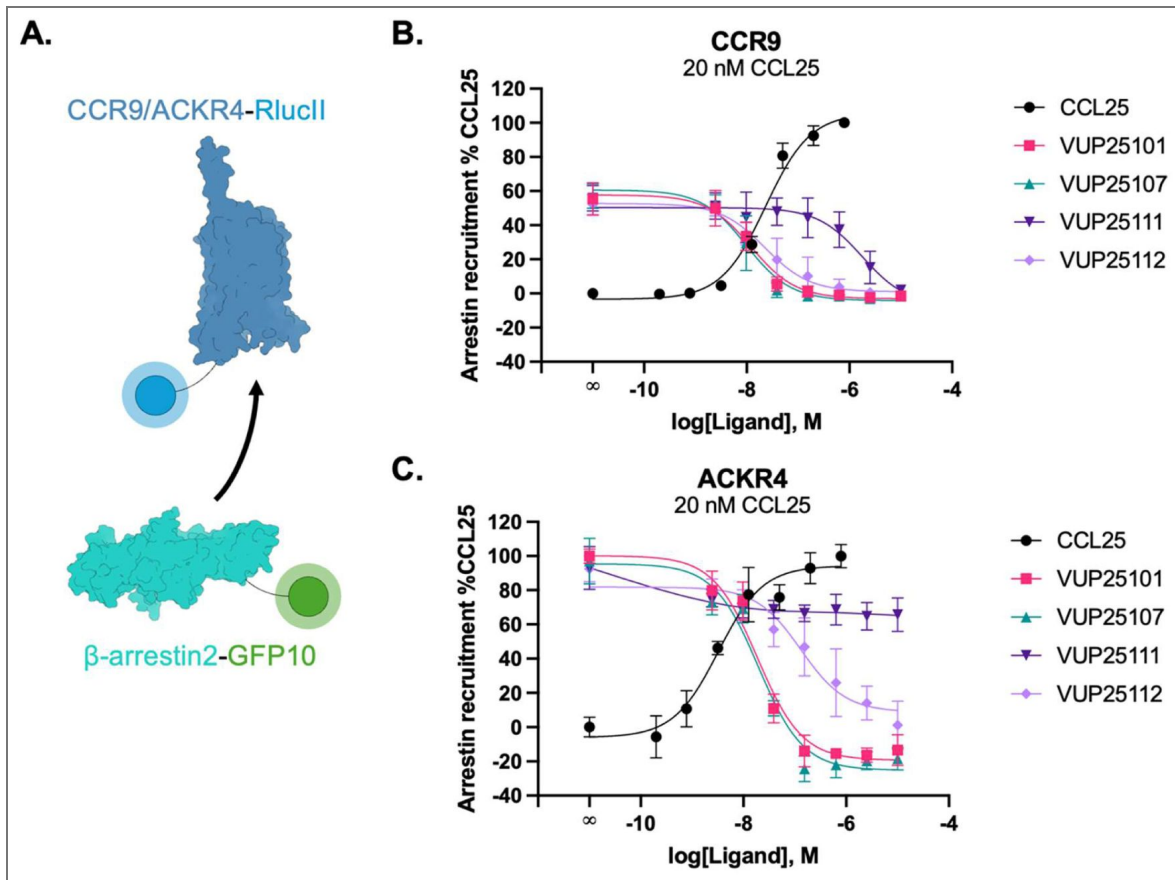 A.
CCR9/ACKR4-RlucII
β-arrestin2-GFP10
B.
CCR9
20 nM CCL25
Arrestin recruitment % CCL25
120
100
80
60
40
20
0
-20
-40
∞
-10
-8
-6
-4
log[Ligand], M
CCL25
VUP25101
VUP25107
VUP25111
VUP25112
C.
ACKR4
20 nM CCL25
Arrestin recruitment %CCL25
120
100
80
60
40
20
0
-20
-40
∞
-10
-8
-6
-4
log[Ligand], M
CCL25
VUP25101
VUP25107
VUP25111
VUP25112